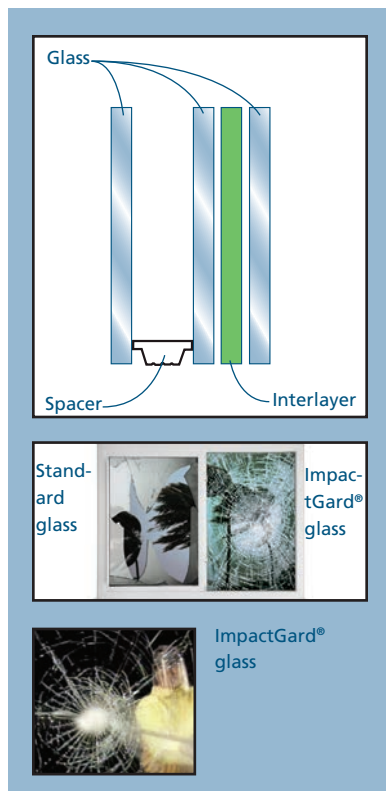 Glass
Spacer
Interlayer
Stand-
ard
glass
Impac-
tGard®
glass
ImpactGard®
glass